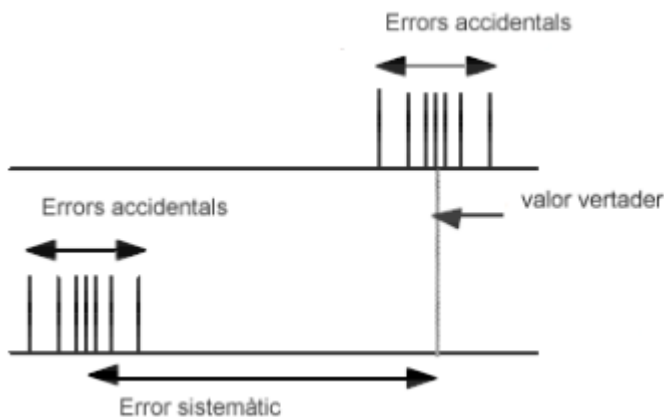 Errors accidentals
valor vertader
Errors accidentals
Error sistemàtic